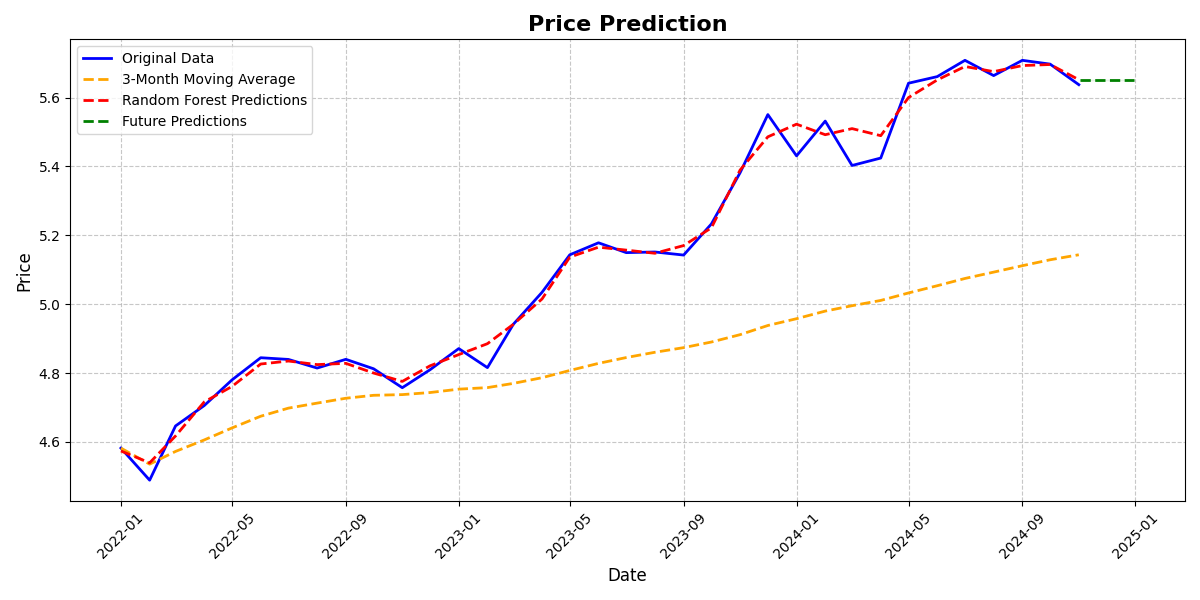 Price Prediction
Original Data
3-Month Moving Average
Random Forest Predictions
Future Predictions
Price
5.6
5.4
5.2
5.0
4.8
4.6
2022-01
2022-05
2022-09
2023-01
2023-05
2023-09
2024-01
2024-05
2024-09
2025-01
Date